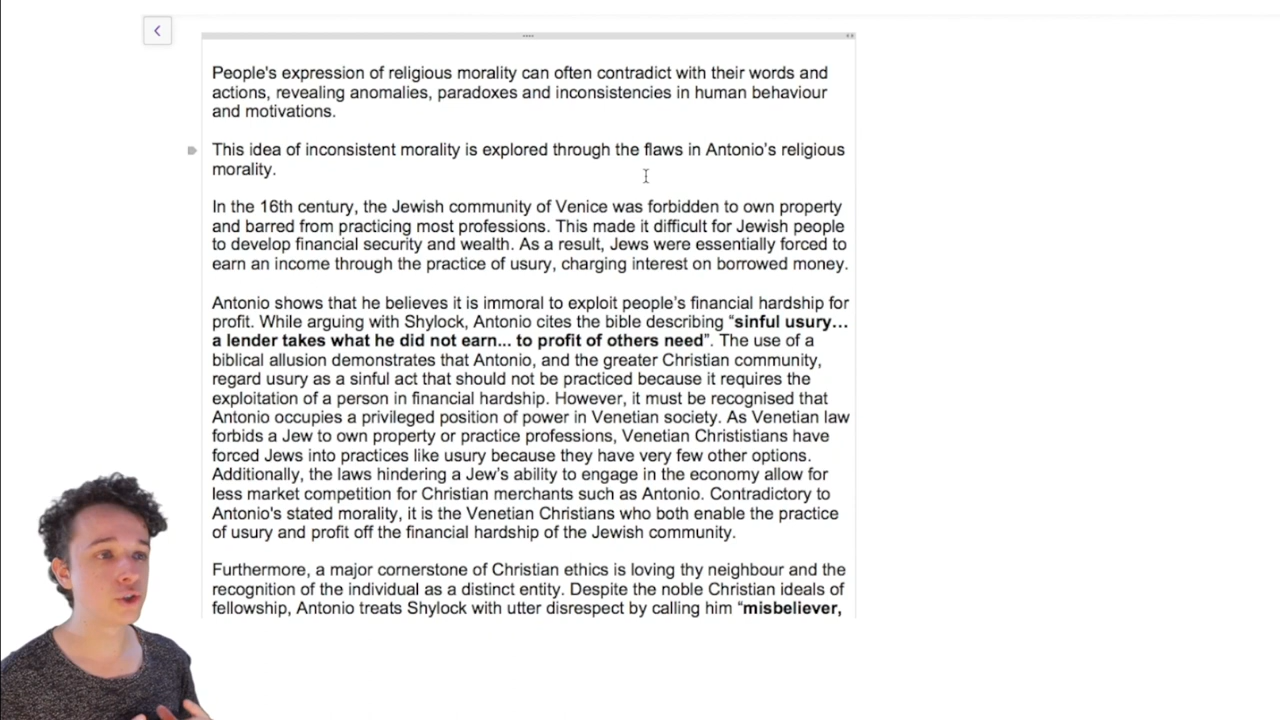 People's expression of religious morality can often contradict with their words and
actions, revealing anomalies, paradoxes and inconsistencies in human behaviour
and motivations.
This idea of inconsistent morality is explored through the flaws in Antonio's religious
morality.
In the 16th century, the Jewish community of Venice was forbidden to own property
and barred from practicing most professions. This made it difficult for Jewish people
to develop financial security and wealth. As a result, Jews were essentially forced to
earn an income through the practice of usury, charging interest on borrowed money.
Antonio shows that he believes it is immoral to exploit people's financial hardship for
profit. While arguing with Shylock, Antonio cites the bible describing “sinful usury…
a lender takes what he did not earn... to profit of others need”. The use of a
biblical allusion demonstrates that Antonio, and the greater Christian community,
regard usury as a sinful act that should not be practiced because it requires the
exploitation of a person in financial hardship. However, it must be recognised that
Antonio occupies a privileged position of power in Venetian society. As Venetian law
forbids a Jew to own property or practice professions, Venetian Christistians have
forced Jews into practices like usury because they have very few other options.
Additionally, the laws hindering a Jew's ability to engage in the economy allow for
less market competition for Christian merchants such as Antonio. Contradictory to
Antonio's stated morality, it is the Venetian Christians who both enable the practice
of usury and profit off the financial hardship of the Jewish community.
Furthermore, a major cornerstone of Christian ethics is loving thy neighbour and the
recognition of the individual as a distinct entity. Despite the noble Christian ideals of
fellowship, Antonio treats Shylock with utter disrespect by calling him “misbeliever,